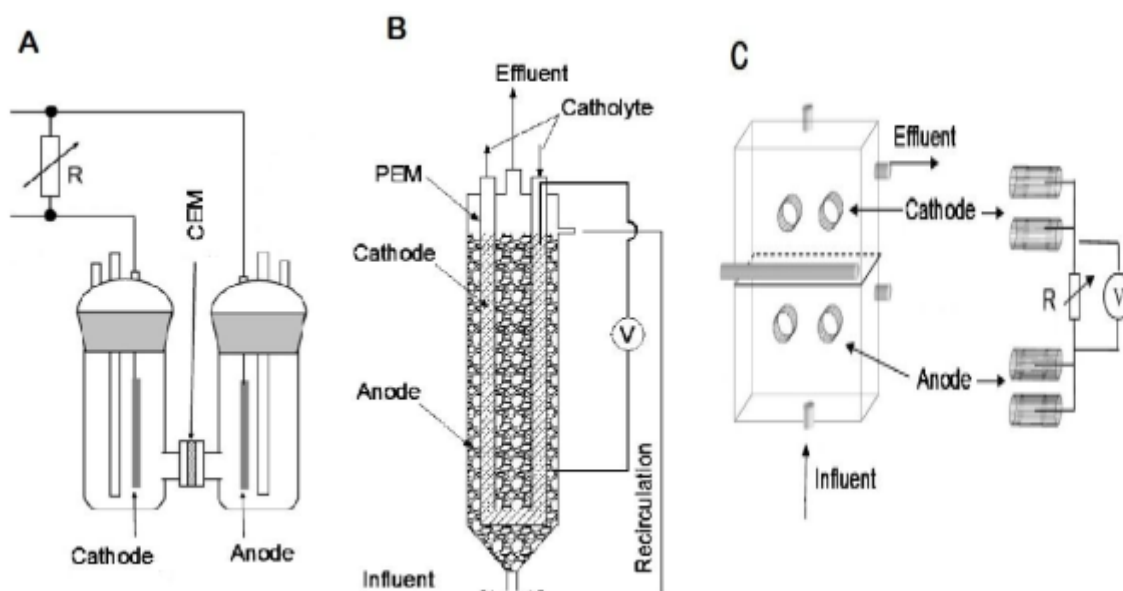 A
R
CEM
Cathode
Anode
B
Effluent
Catholyte
PEM
Cathode
Anode
V
Recirculation
Influent
C
Effluent
Cathode
R
V
Anode
Influent